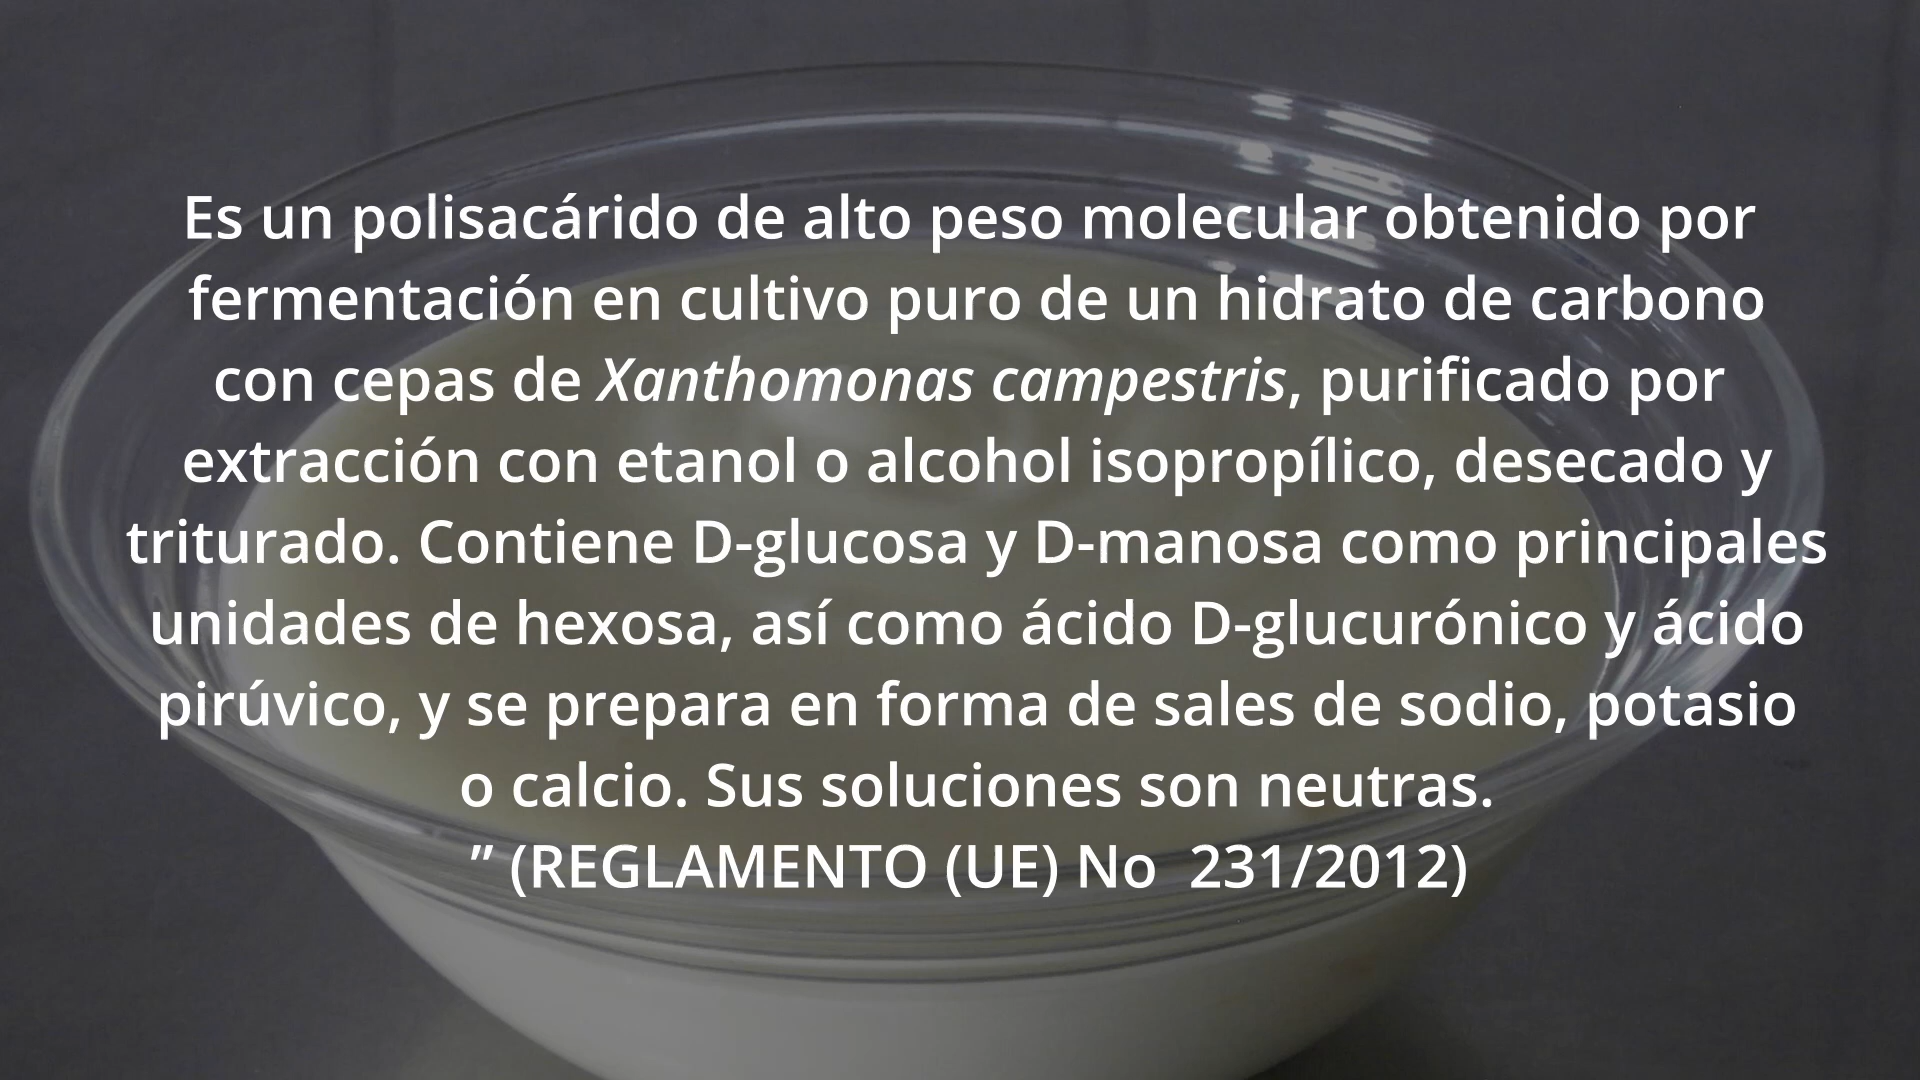 Es un polisacárido de alto peso molecular obtenido por
fermentación en cultivo puro de un hidrato de carbono
con cepas de Xanthomonas campestris, purificado por
extracción con etanol o alcohol isopropílico, desecado y
triturado. Contiene D-glucosa y D-manosa como principales
unidades de hexosa, así como ácido D-glucurónico y ácido
pirúvico, y se prepara en forma de sales de sodio, potasio
o calcio. Sus soluciones son neutras.
” (REGLAMENTO (UE) No  231/2012)